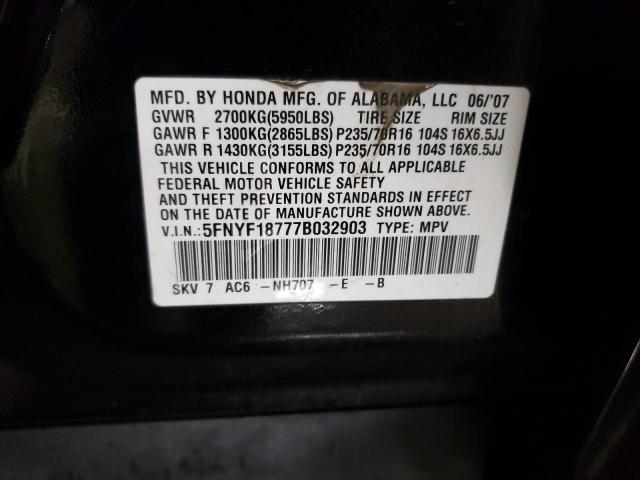 MFD. BY HONDA MFG. OF ALABAMA, LLC 06/'07
GVWR 2700KG(5950LBS) TIRE SIZE RIM SIZE
GAWR F 1300KG(2865LBS) P235/70R16 104S 16X6.5JJ
GAWR R 1430KG(3155LBS) P235/70R16 104S 16X6.5JJ
THIS VEHICLE CONFORMS TO ALL APPLICABLE
FEDERAL MOTOR VEHICLE SAFETY
AND THEFT PREVENTION STANDARDS IN EFFECT
ON THE DATE OF MANUFACTURE SHOWN ABOVE.
V.I.N.:5FNYF18777B032903 TYPE: MPV
SKV 7 AC6 -NH707 -E -B